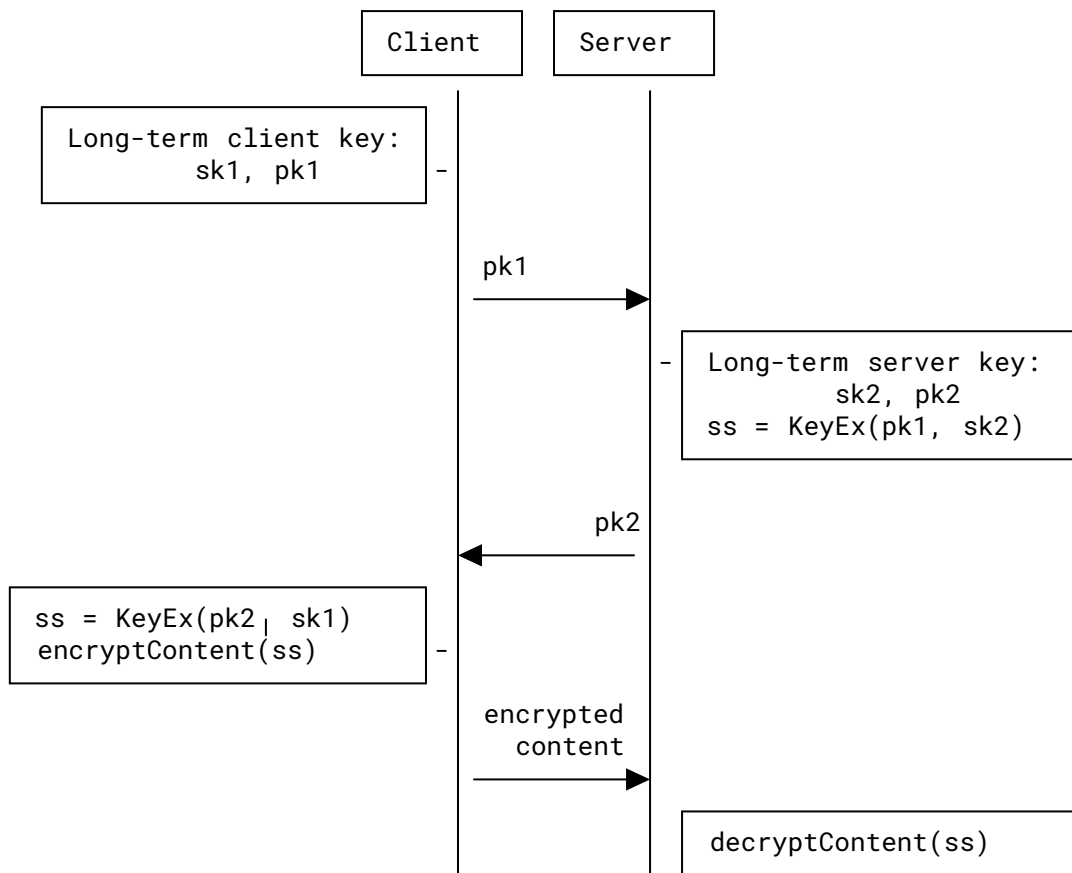 Client
Server
Long-term client key:
sk1, pk1
pk1
Long-term server key:
sk2, pk2
ss = KeyEx(pk1, sk2)
pk2
ss = KeyEx(pk2| sk1)
encryptContent(ss)
encrypted
content
decryptContent(ss)